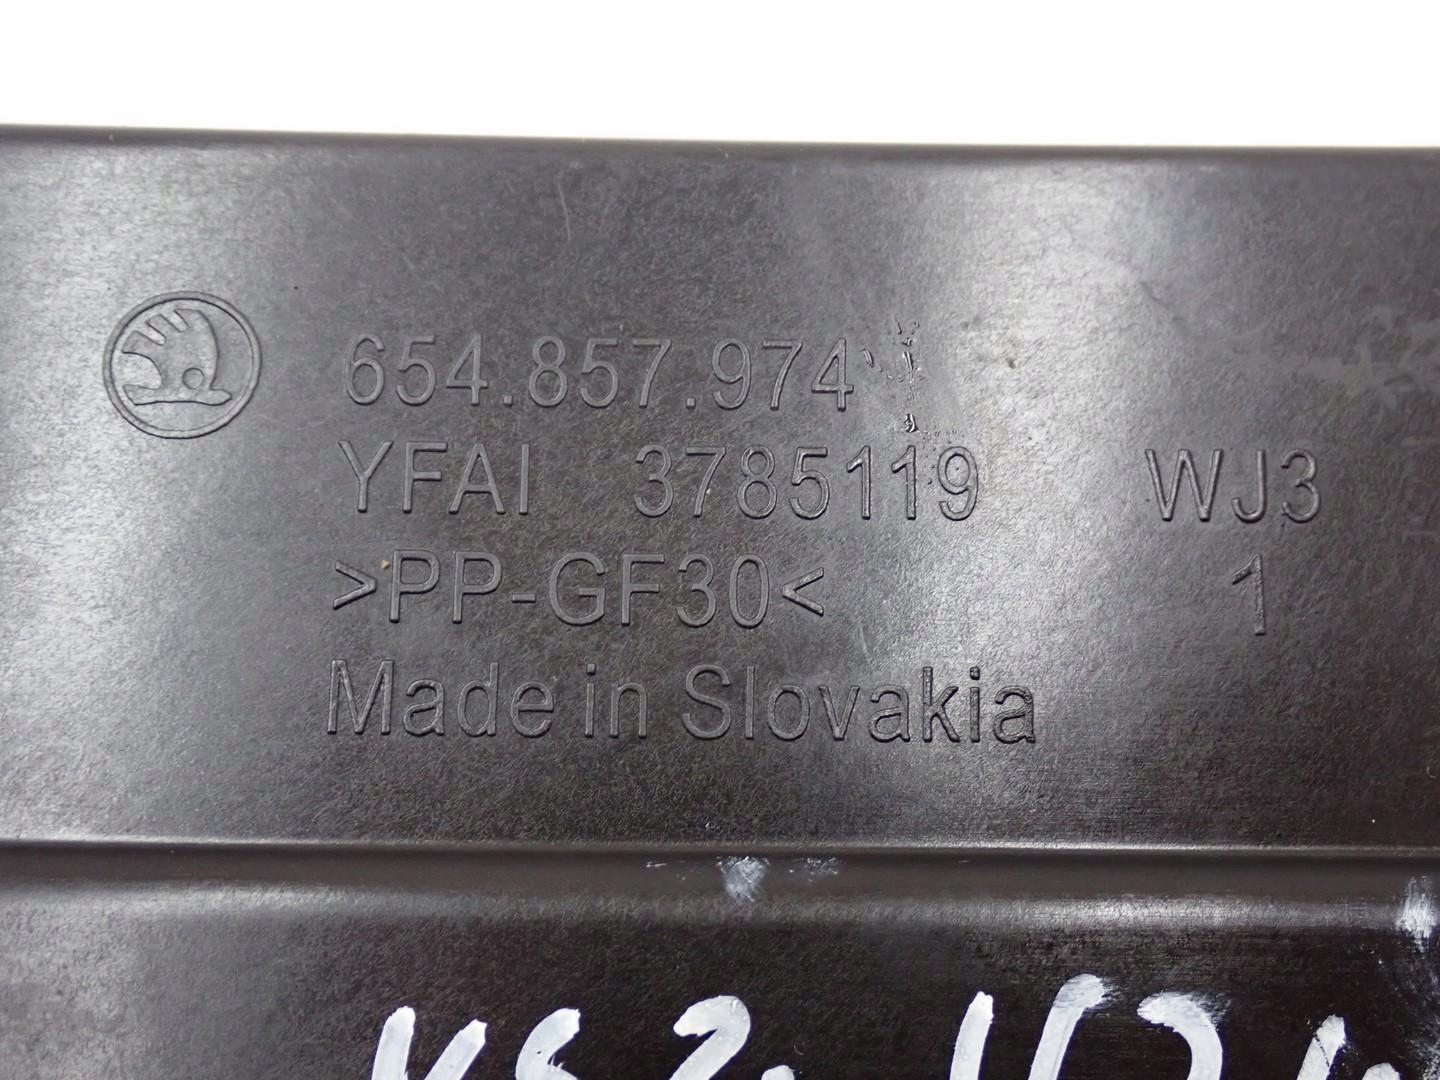 654.857.974
YFAI 3785119 WJ3
>PP-GF30< 1
Made in Slovakia